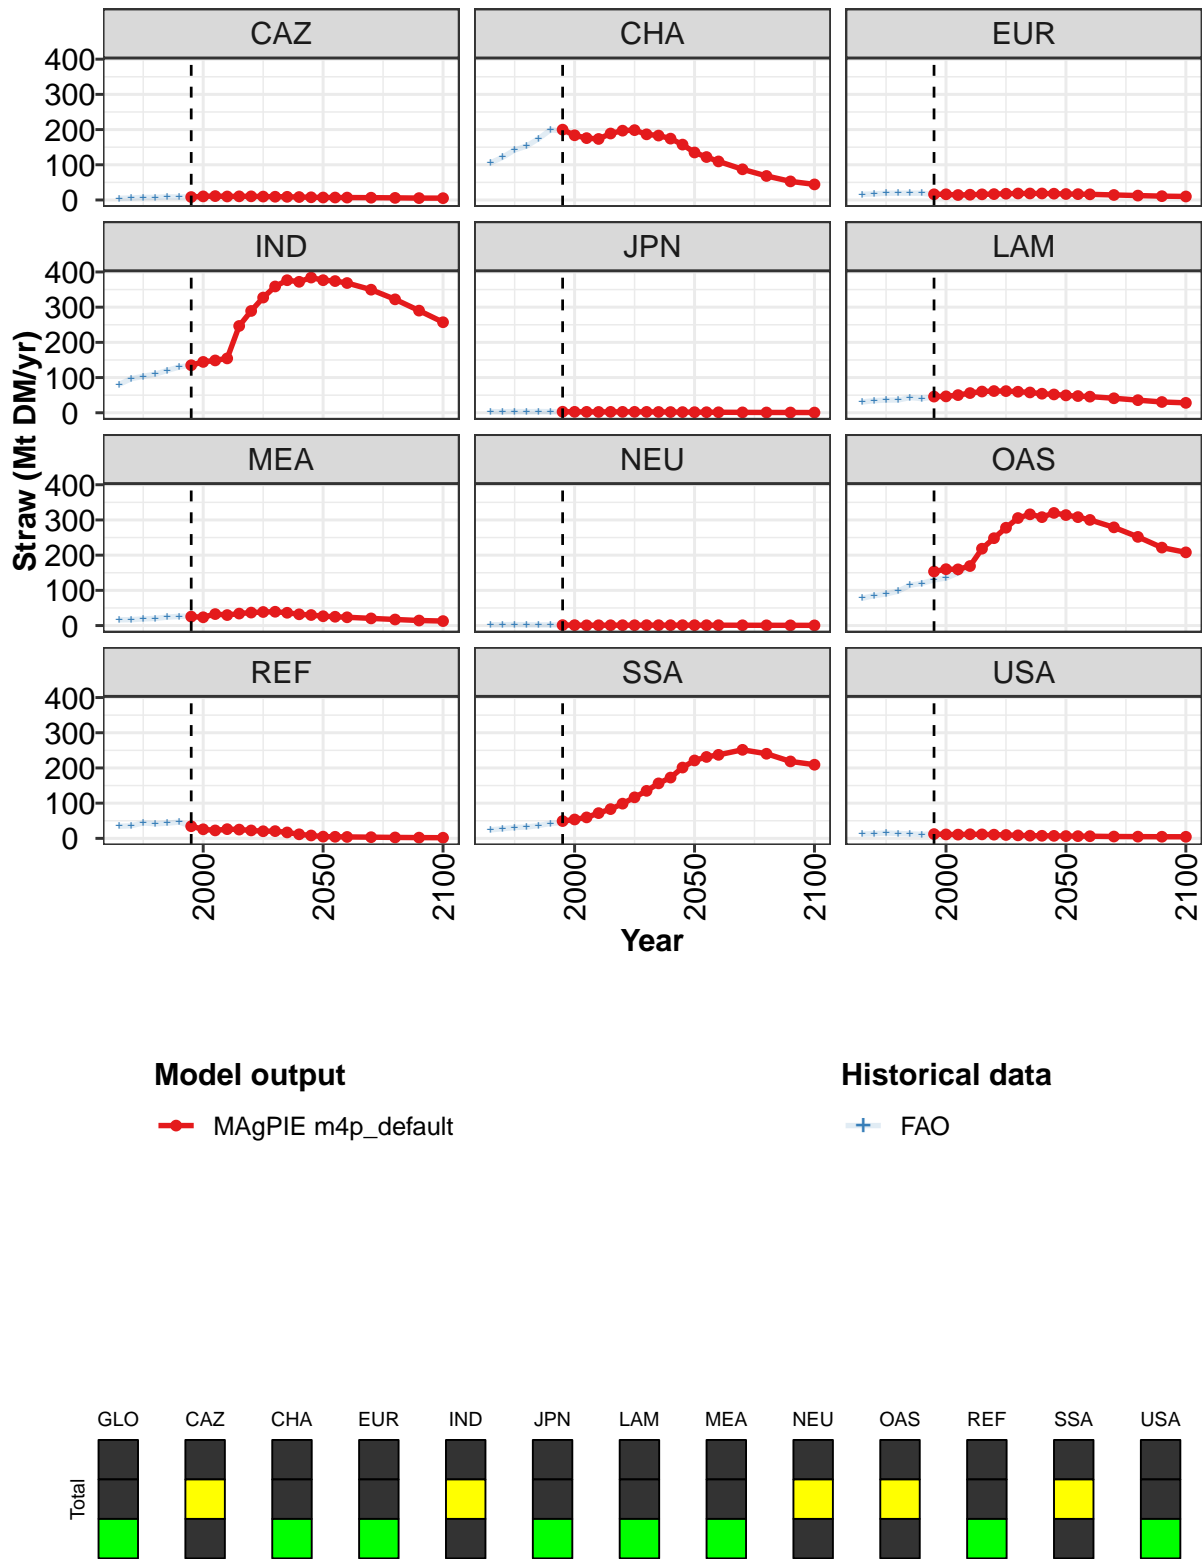 CAZ CHA EUR
400
300
200
100
0
IND JPN LAM
400
300
200
100
0
MEA NEU OAS
400
300
200
100
0
REF SSA USA
400
300
200
100
0
Straw (Mt DM/yr)
2000 2050 2100 2000 2050 2100 2000 2050 2100
Year
Model output Historical data
MAgPIE m4p_default FAO
GLO CAZ CHA EUR IND JPN LAM MEA NEU OAS REF SSA USA
Total